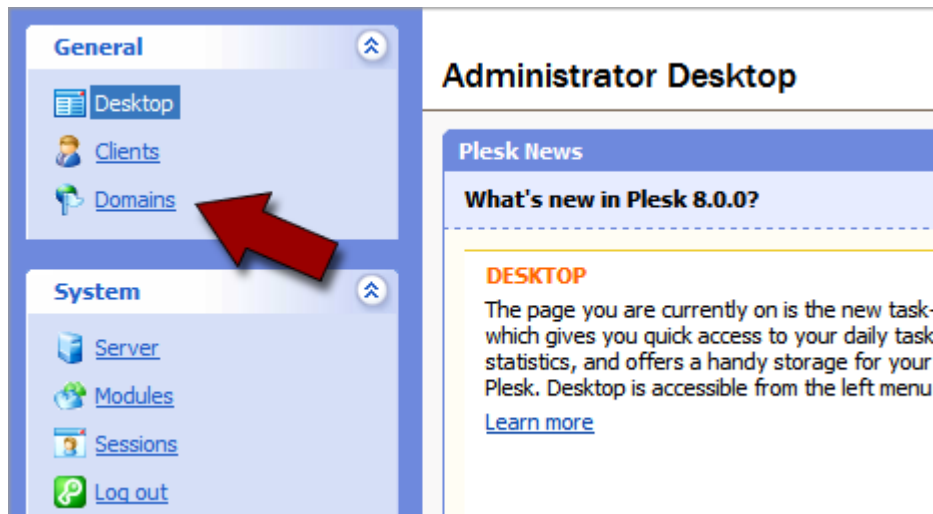 General
Desktop
Clients
Domains
System
Server
Modules
Sessions
Log out
Administrator Desktop
Plesk News
What's new in Plesk 8.0.0?
DESKTOP
The page you are currently on is the new task-
which gives you quick access to your daily task
statistics, and offers a handy storage for your
Plesk. Desktop is accessible from the left menu
Learn more